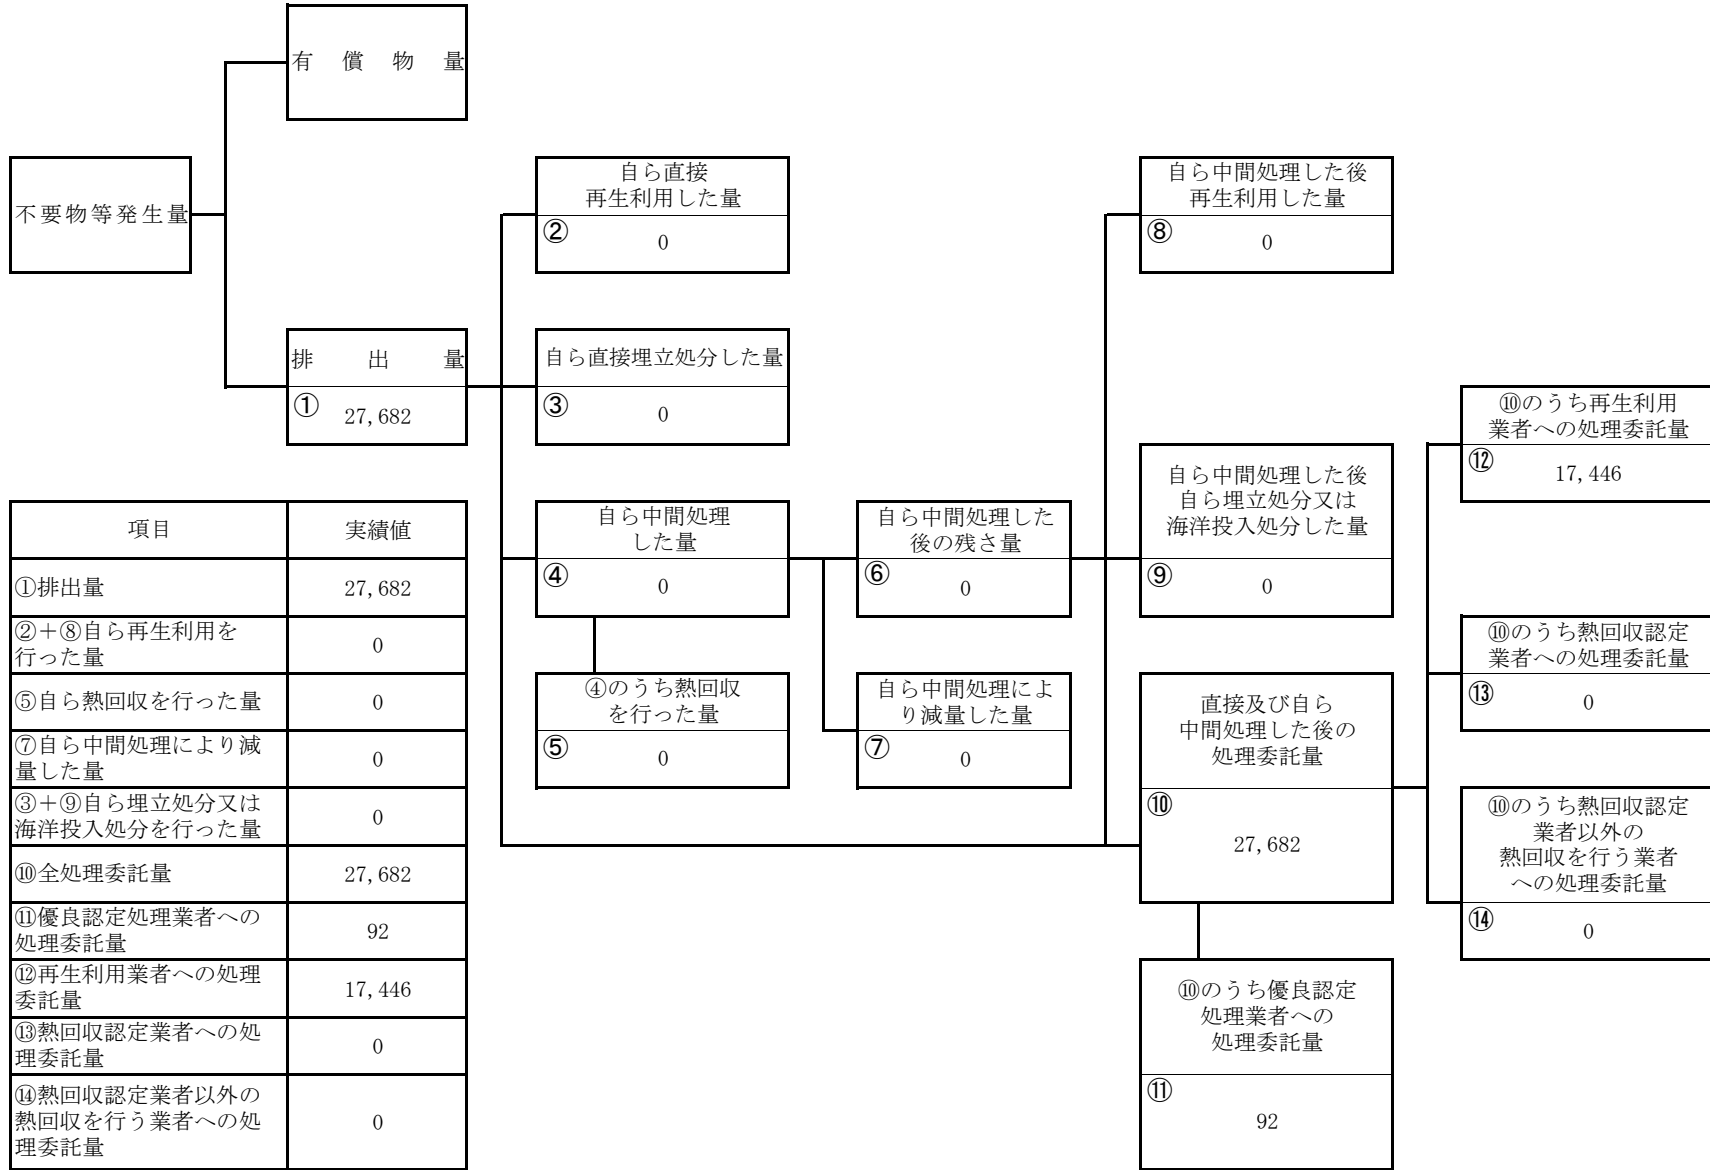 有償物量
不要物等発生量
自ら直接
再生利用した量
②
0
自ら中間処理した後
再生利用した量
⑧
0
排出量
①
27,682
自ら直接埋立処分した量
③
0
⑩のうち再生利用
業者への処理委託量
⑫
17,446
自ら中間処理した後
自ら埋立処分又は
海洋投入処分した量
⑨
0
自ら中間処理
した量
④
0
自ら中間処理した
後の残さ量
⑥
0
⑩のうち熱回収認定
業者への処理委託量
⑬
0
④のうち熱回収
を行った量
⑤
0
自ら中間処理によ
り減量した量
⑦
0
直接及び自ら
中間処理した後の
処理委託量
⑩
27,682
⑩のうち熱回収認定
業者以外の
熱回収を行う業者
への処理委託量
⑭
0
⑩のうち優良認定
処理業者への
処理委託量
⑪
92
項目 実績値
①排出量 27,682
②＋⑧自ら再生利用を
行った量 0
⑤自ら熱回収を行った量 0
⑦自ら中間処理により減
量した量 0
③＋⑨自ら埋立処分又は
海洋投入処分を行った量 0
⑩全処理委託量 27,682
⑪優良認定処理業者への
処理委託量 92
⑫再生利用業者への処理
委託量 17,446
⑬熱回収認定業者への処
理委託量 0
⑭熱回収認定業者以外の
熱回収を行う業者への処
理委託量 0